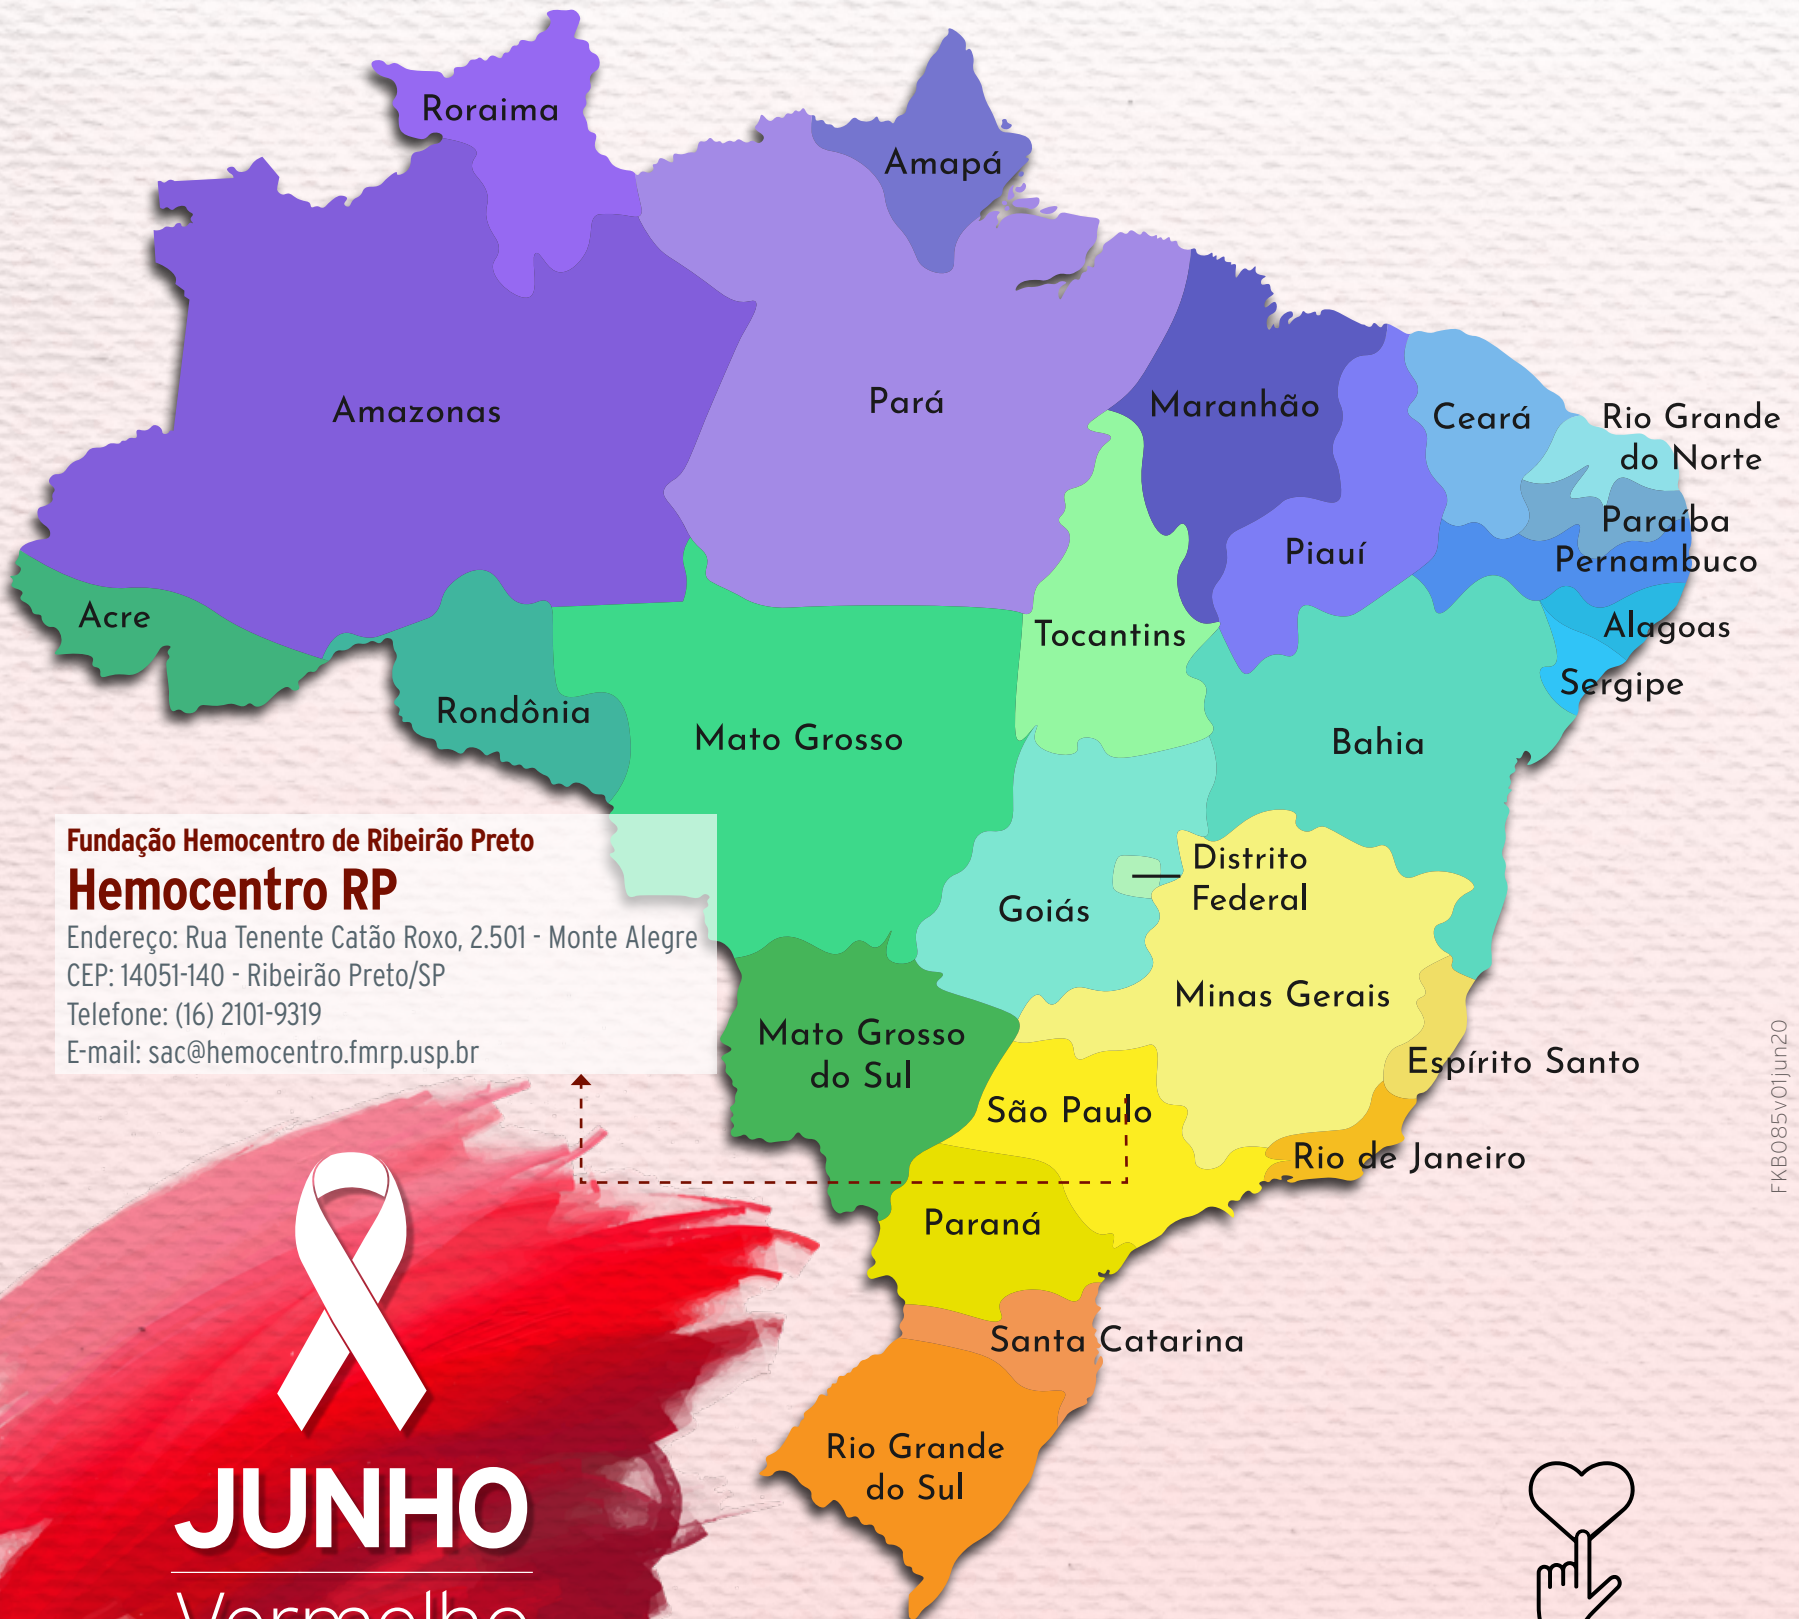 Roraima
Amapá
Amazonas
Pará
Maranhão
Ceará
Rio Grande
do Norte
Paraíba
Piauí
Pernambuco
Acre
Tocantins
Alagoas
Sergipe
Rondônia
Mato Grosso
Bahia
Fundação Hemocentro de Ribeirão Preto
Hemocentro RP
Endereço: Rua Tenente Catão Roxo, 2.501 - Monte Alegre
CEP: 14051-140 - Ribeirão Preto/SP
Telefone: (16) 2101-9319
E-mail: sac@hemocentro.fmrp.usp.br
Distrito
Federal
Goiás
Minas Gerais
Mato Grosso
do Sul
Espírito Santo
São Paulo
Rio de Janeiro
Paraná
Santa Catarina
Rio Grande
do Sul
FKB085v01jun20
JUNHO
Vermelho